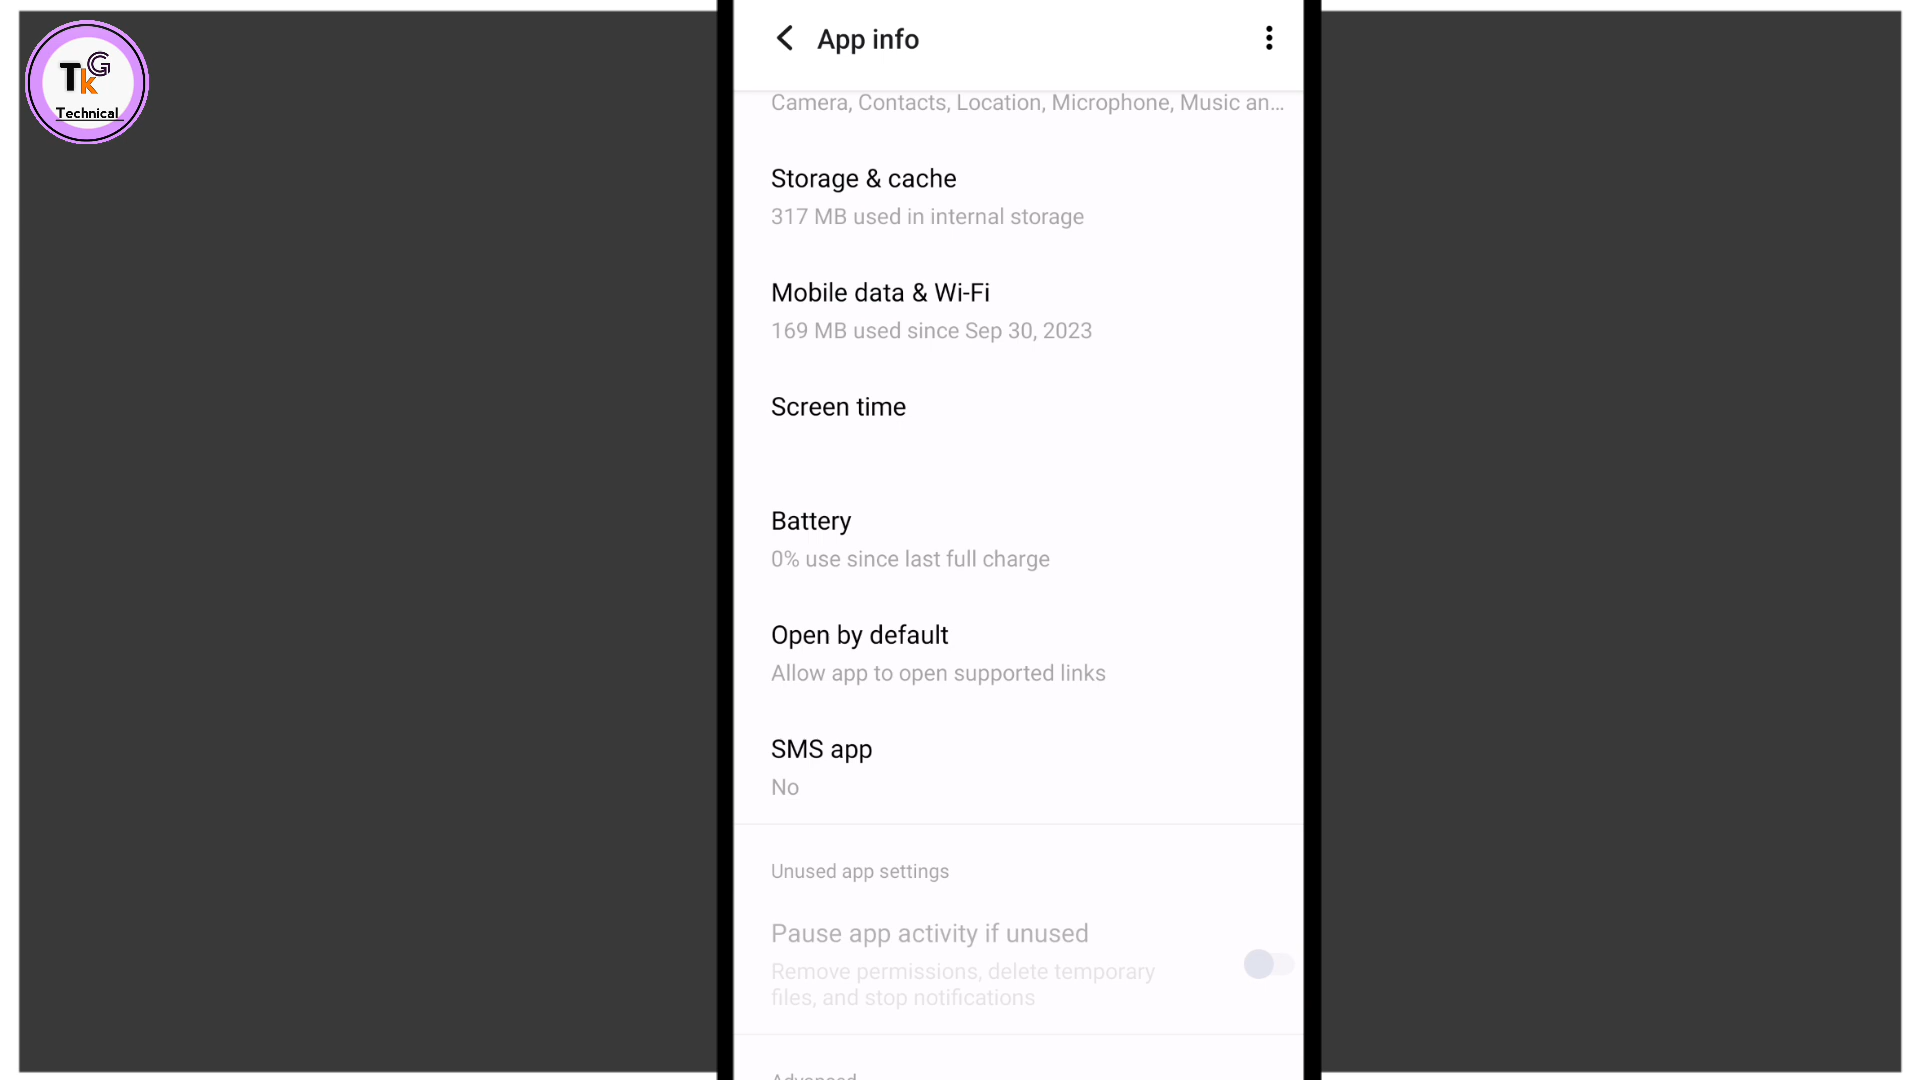 TkG
Technical
App info
Camera, Contacts, Location, Microphone, Music an...
Storage & cache
317 MB used in internal storage
Mobile data & Wi-Fi
169 MB used since Sep 30, 2023
Screen time
Battery
0% use since last full charge
Open by default
Allow app to open supported links
SMS app
No
Unused app settings
Pause app activity if unused
Remove permissions, delete temporary
files, and stop notifications
Advanced